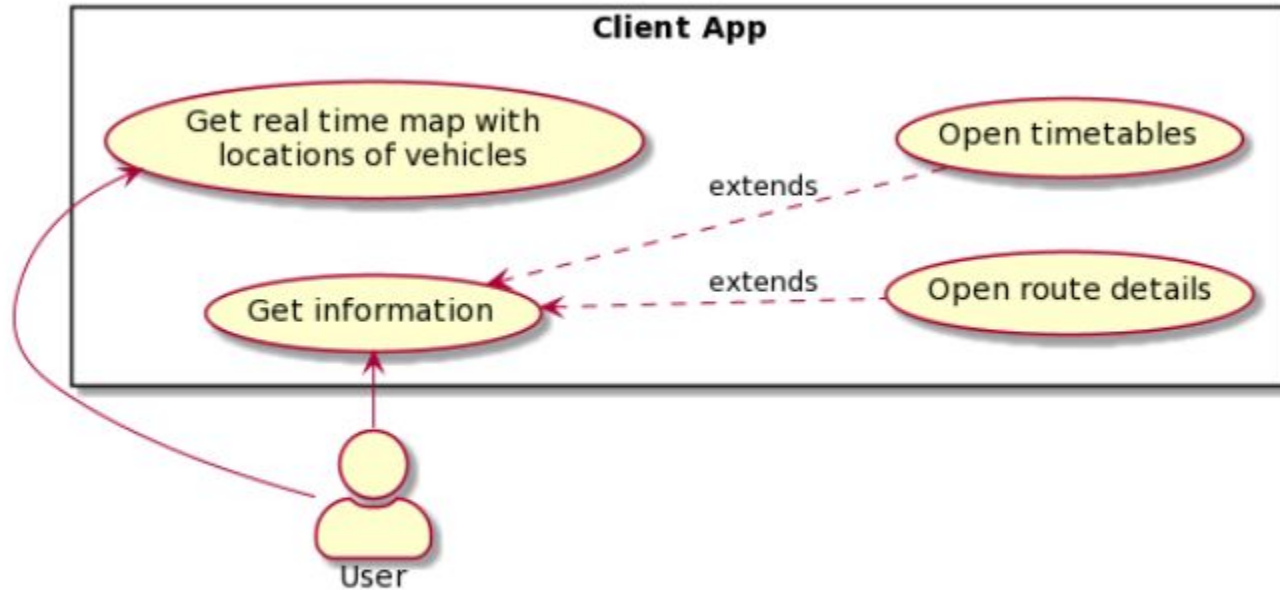 Client App
Get real time map with
locations of vehicles
Open timetables
extends
extends
Open route details
Get information
User